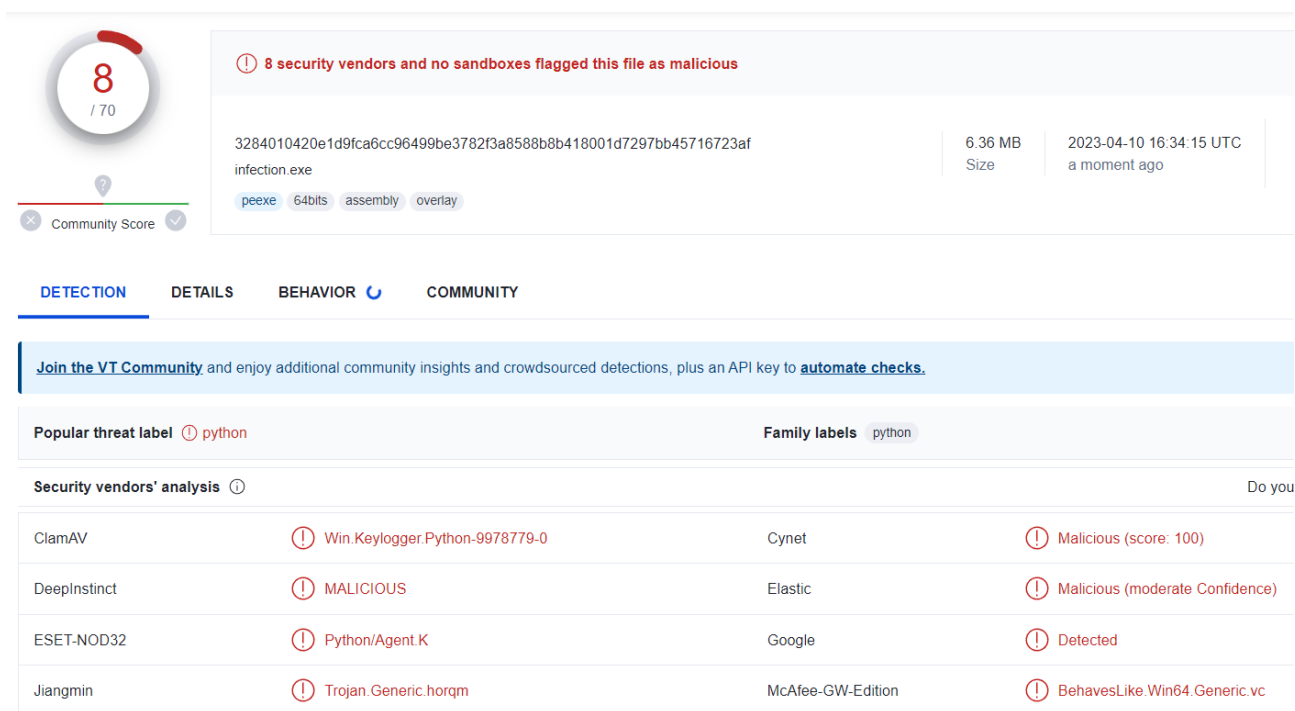 8
/ 70
?
Community Score
8 security vendors and no sandboxes flagged this file as malicious
3284010420e1d9fca6cc96499be3782f3a8588b8b418001d7297bb45716723af
infection.exe
peexe 64bits assembly overlay
6.36 MB
Size
2023-04-10 16:34:15 UTC
a moment ago
DETECTION DETAILS BEHAVIOR COMMUNITY
Join the VT Community and enjoy additional community insights and crowdsourced detections, plus an API key to automate checks.
Popular threat label python Family labels python
Security vendors' analysis Do you
ClamAV Win.Keylogger.Python-9978779-0 Cynet Malicious (score: 100)
DeepInstinct MALICIOUS Elastic Malicious (moderate Confidence)
ESET-NOD32 Python/Agent.K Google Detected
Jiangmin Trojan.Generic.horqm McAfee-GW-Edition BehavesLike.Win64.Generic.vc